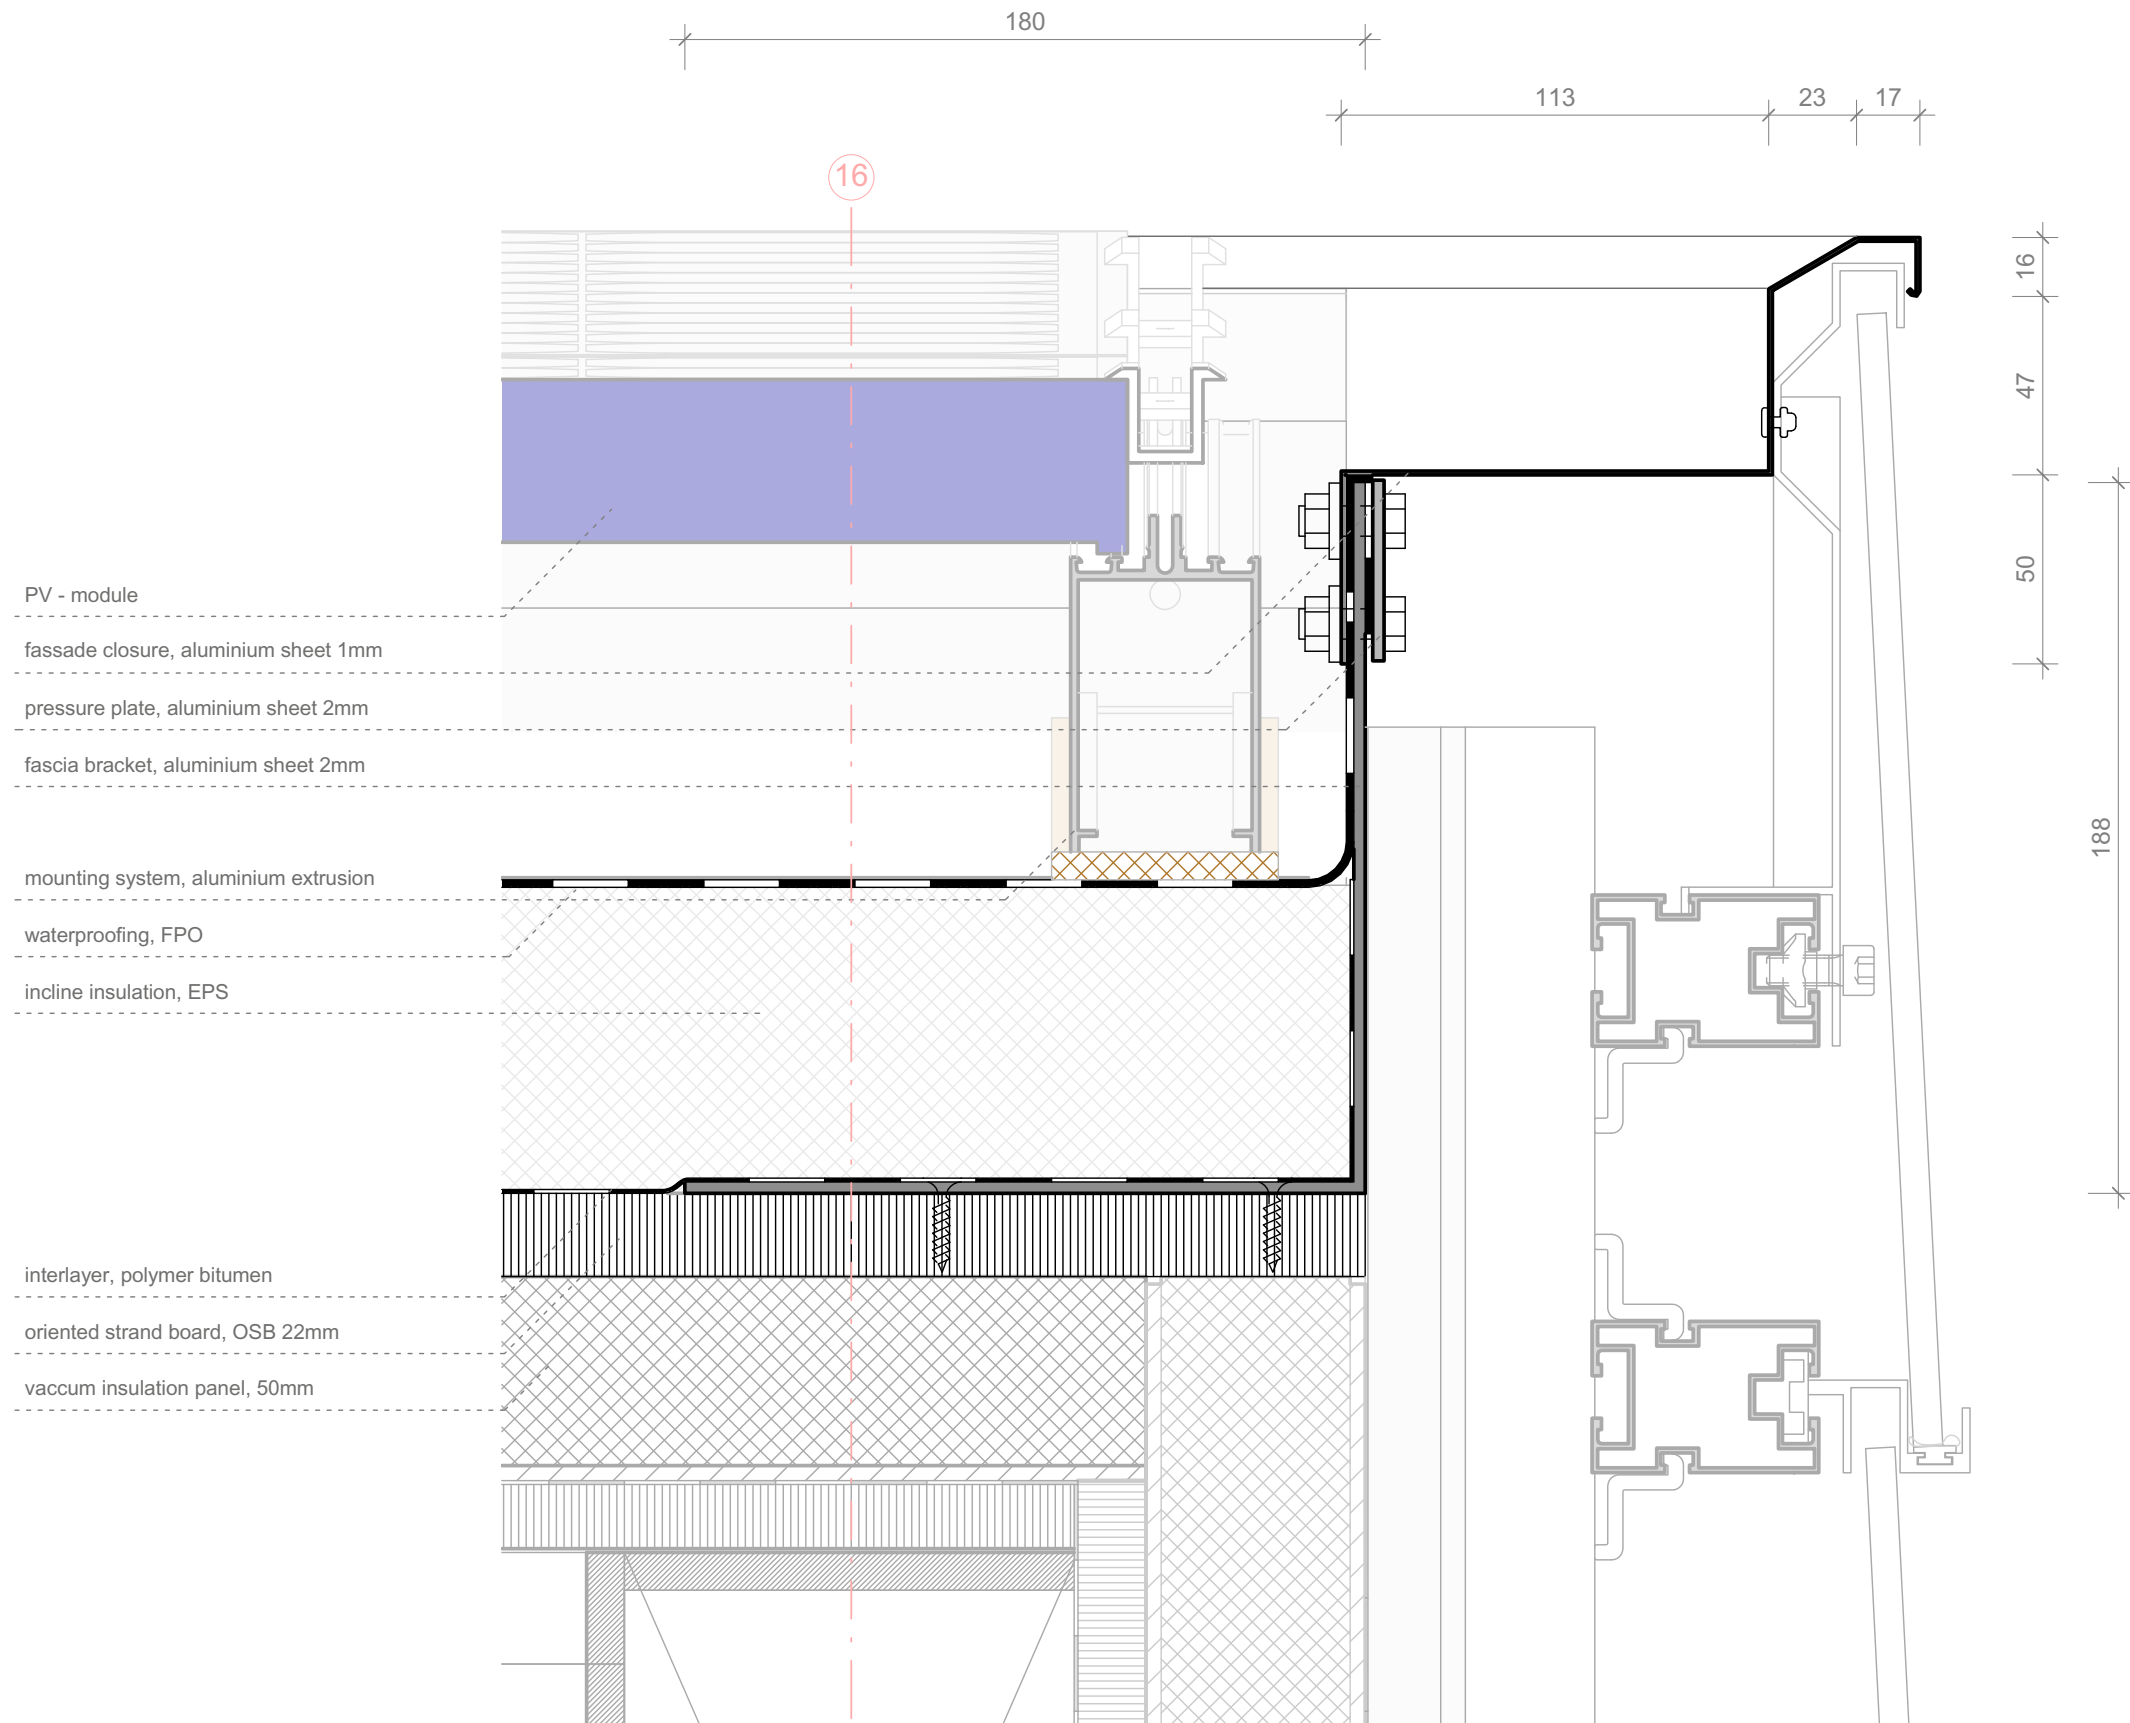 180
113
23
17
16
16
47
50
188
PV - module
fassade closure, aluminium sheet 1mm
pressure plate, aluminium sheet 2mm
fascia bracket, aluminium sheet 2mm
mounting system, aluminium extrusion
waterproofing, FPO
incline insulation, EPS
interlayer, polymer bitumen
oriented strand board, OSB 22mm
vaccum insulation panel, 50mm